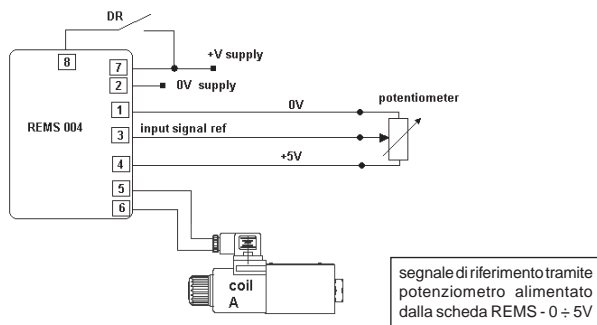 DR
8
+V supply
7
2
0V supply
1
0V
potentiometer
REMS 004
3
input signal ref
4
+5V
5
6
coil
A
segnale di riferimento tramite
potenziometro alimentato
dalla scheda REMS - 0 ÷ 5V